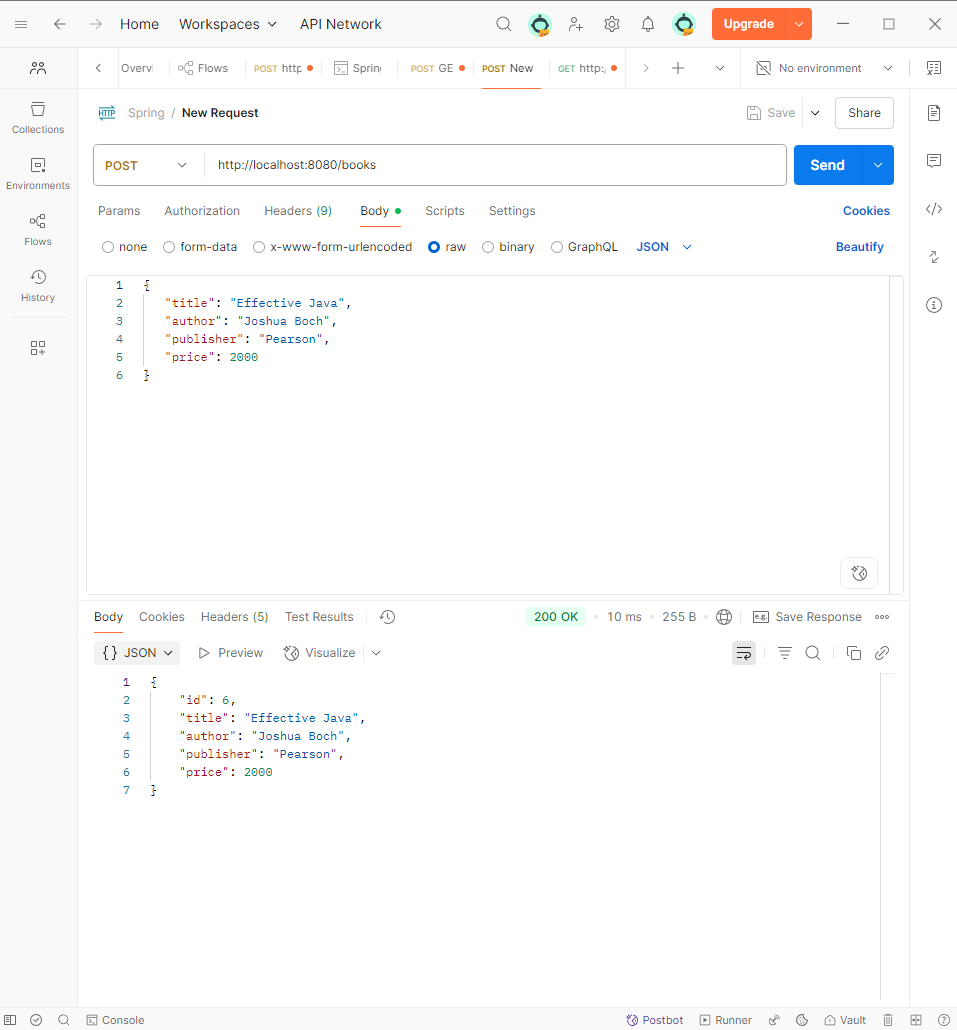 Home Workspaces API Network Upgrade
Overv Flows POST http Spring POST GE POST New GET http:, No environment
HTTP Spring / New Request Save Share
Collections
Environments
Flows
History
POST http://localhost:8080/books Send
Params Authorization Headers (9) Body Scripts Settings Cookies
none form-data x-www-form-urlencoded raw binary GraphQL JSON Beautify
1 {
2 "title": "Effective Java",
3 "author": "Joshua Boch",
4 "publisher": "Pearson",
5 "price": 2000
6 }
Body Cookies Headers (5) Test Results 200 OK 10 ms 255 B e.g. Save Response
{} JSON Preview Visualize
1 {
2 "id": 6,
3 "title": "Effective Java",
4 "author": "Joshua Boch",
5 "publisher": "Pearson",
6 "price": 2000
7 }
Console Postbot Runner Vault